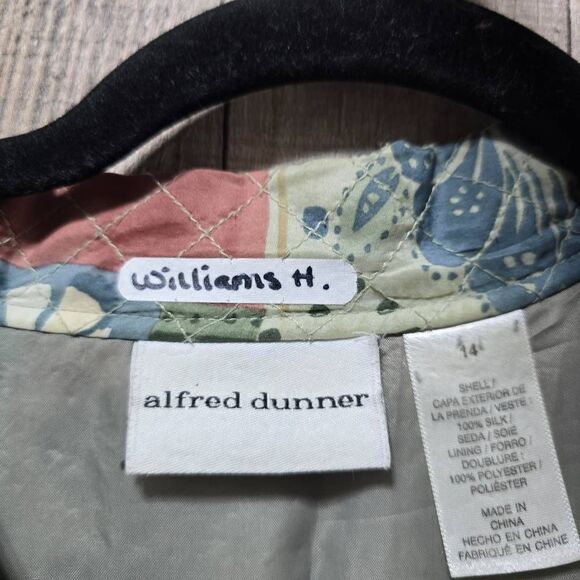 Williams H.
alfred dunner
14
SHELL /
CAPA EXTERIOR DE
LA PRENDA / VESTE :
100% SILK /
SEDA / SOIE
LINING / FORRO /
DOUBLURE :
100% POLYESTER /
POLIÉSTER
MADE IN
CHINA
HECHO EN CHINA
FABRIQUÉ EN CHINE